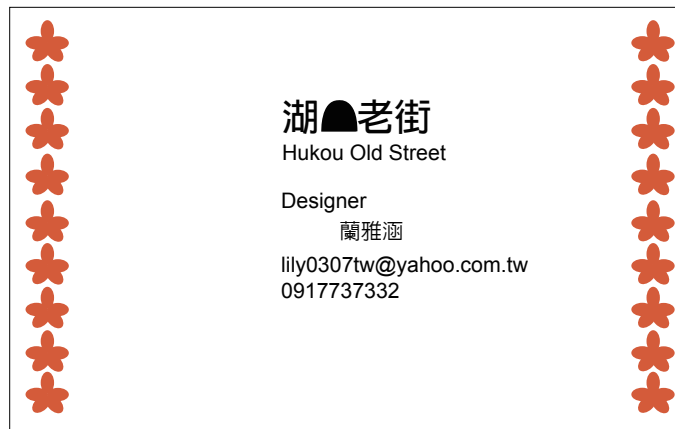 湖老街
Hukou Old Street
Designer
蘭雅涵
lily0307tw@yahoo.com.tw
0917737332